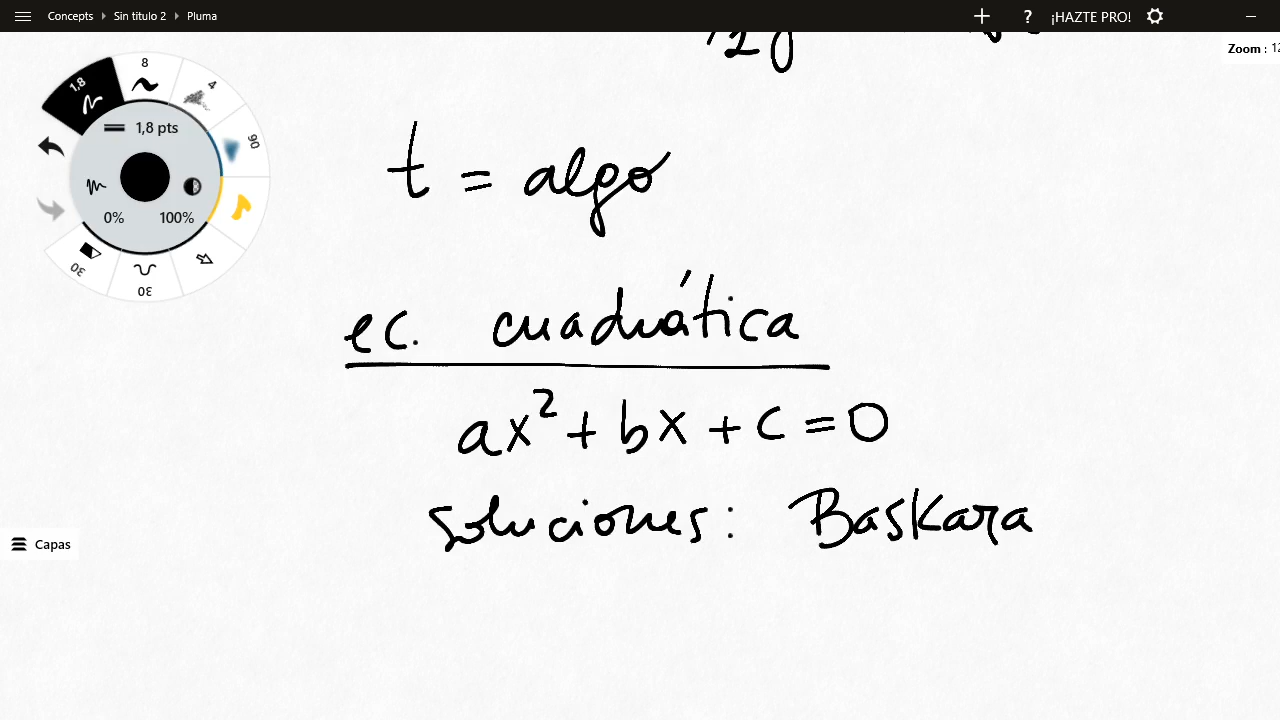 Concepts › Sin título 2 › Pluma + ? ¡HAZTE PRO!
Zoom : 12
8
1,8
4
90
1,8 pts
0% 100%
30
30
t = algo
ec. cuadrática
ax² + bx + c = 0
soluciones: Baskara
Capas